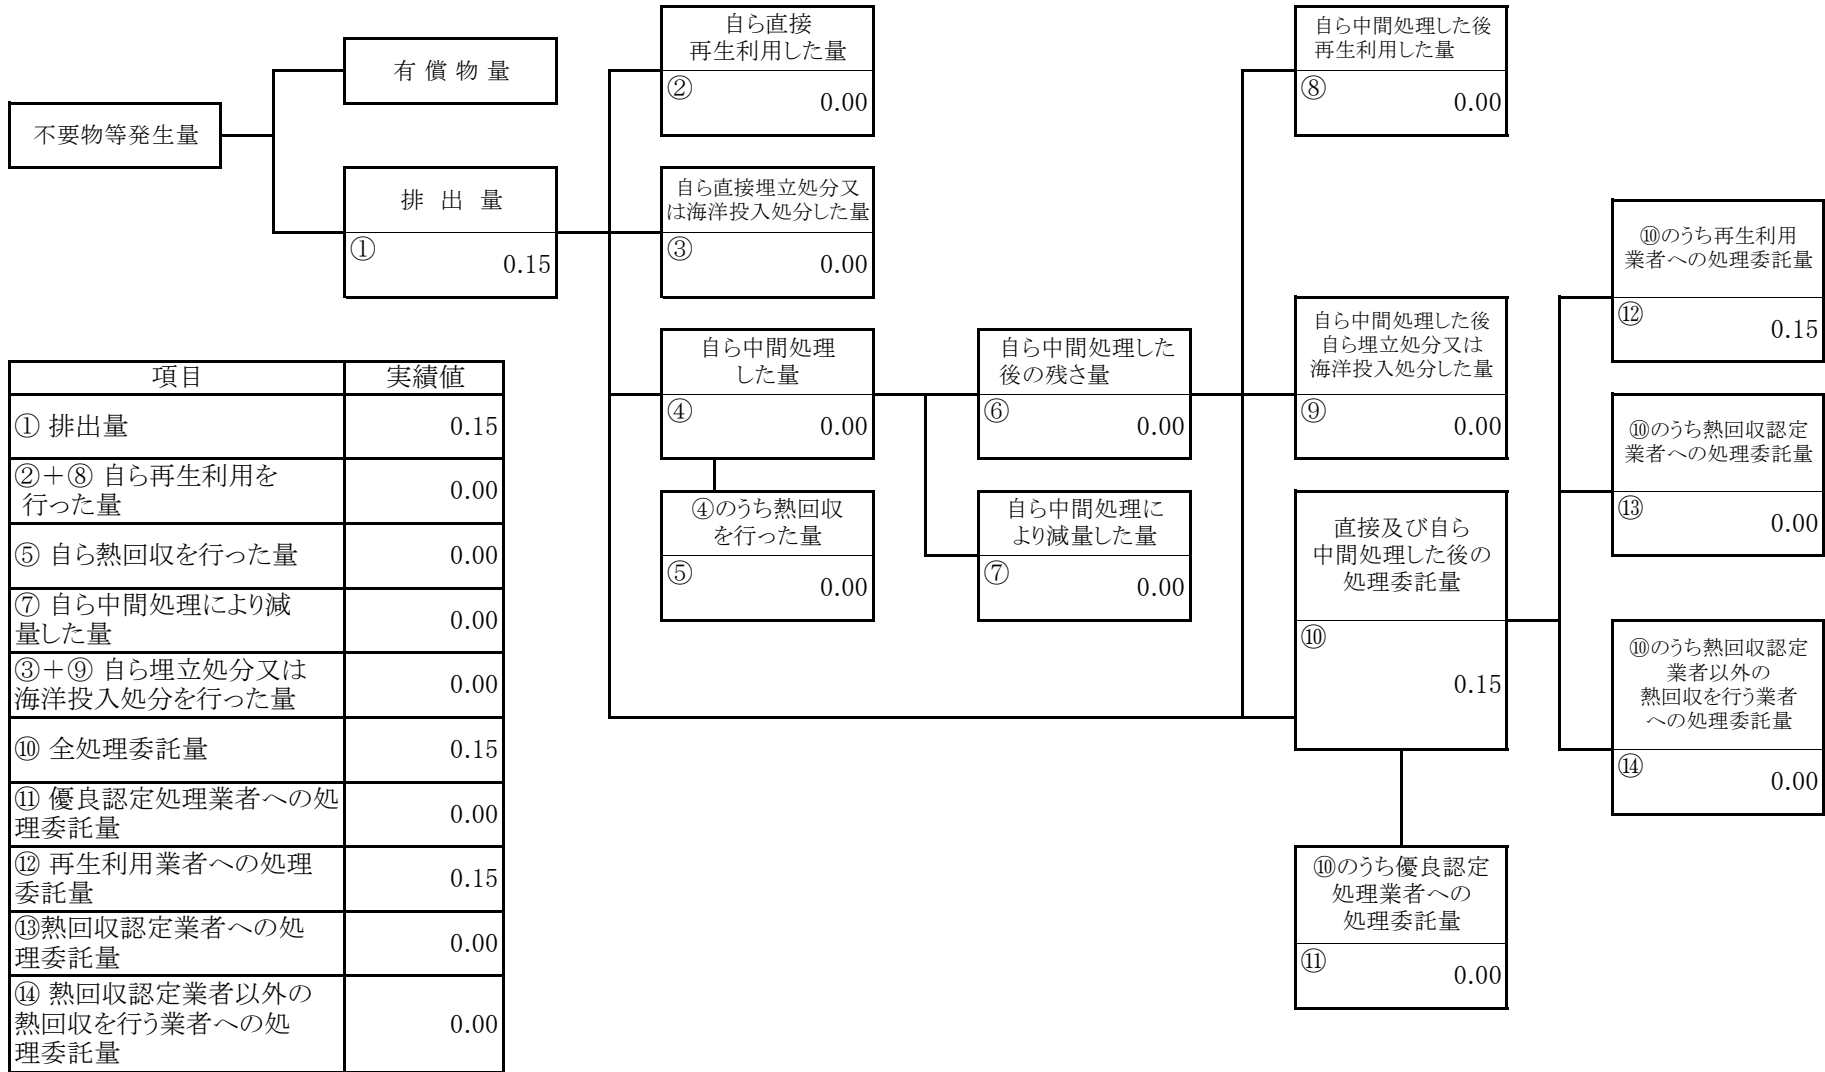 不要物等発生量
有 償 物 量
排 出 量
①
0.15
自ら直接
再生利用した量
②
0.00
自ら直接埋立処分又
は海洋投入処分した量
③
0.00
自ら中間処理
した量
④
0.00
④のうち熱回収
を行った量
⑤
0.00
自ら中間処理した
後の残さ量
⑥
0.00
自ら中間処理に
より減量した量
⑦
0.00
自ら中間処理した後
再生利用した量
⑧
0.00
自ら中間処理した後
自ら埋立処分又は
海洋投入処分した量
⑨
0.00
直接及び自ら
中間処理した後の
処理委託量
⑩
0.15
⑩のうち優良認定
処理業者への
処理委託量
⑪
0.00
⑩のうち再生利用
業者への処理委託量
⑫
0.15
⑩のうち熱回収認定
業者への処理委託量
⑬
0.00
⑩のうち熱回収認定
業者以外の
熱回収を行う業者
への処理委託量
⑭
0.00
項目 実績値
① 排出量 0.15
②+⑧ 自ら再生利用を
行った量 0.00
⑤ 自ら熱回収を行った量 0.00
⑦ 自ら中間処理により減
量した量 0.00
③+⑨ 自ら埋立処分又は
海洋投入処分を行った量 0.00
⑩ 全処理委託量 0.15
⑪ 優良認定処理業者への処
理委託量 0.00
⑫ 再生利用業者への処理
委託量 0.15
⑬熱回収認定業者への処
理委託量 0.00
⑭ 熱回収認定業者以外の
熱回収を行う業者への処
理委託量 0.00